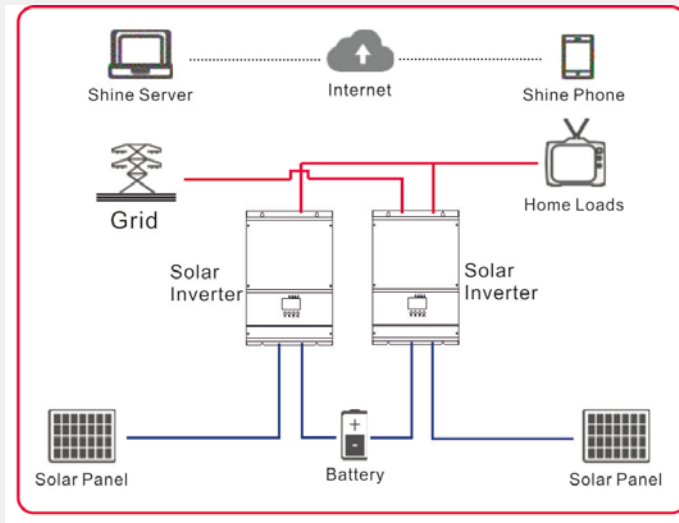 Shine Server
Internet
Shine Phone
Grid
Home Loads
Solar
Inverter
Solar
Inverter
Solar Panel
Battery
Solar Panel